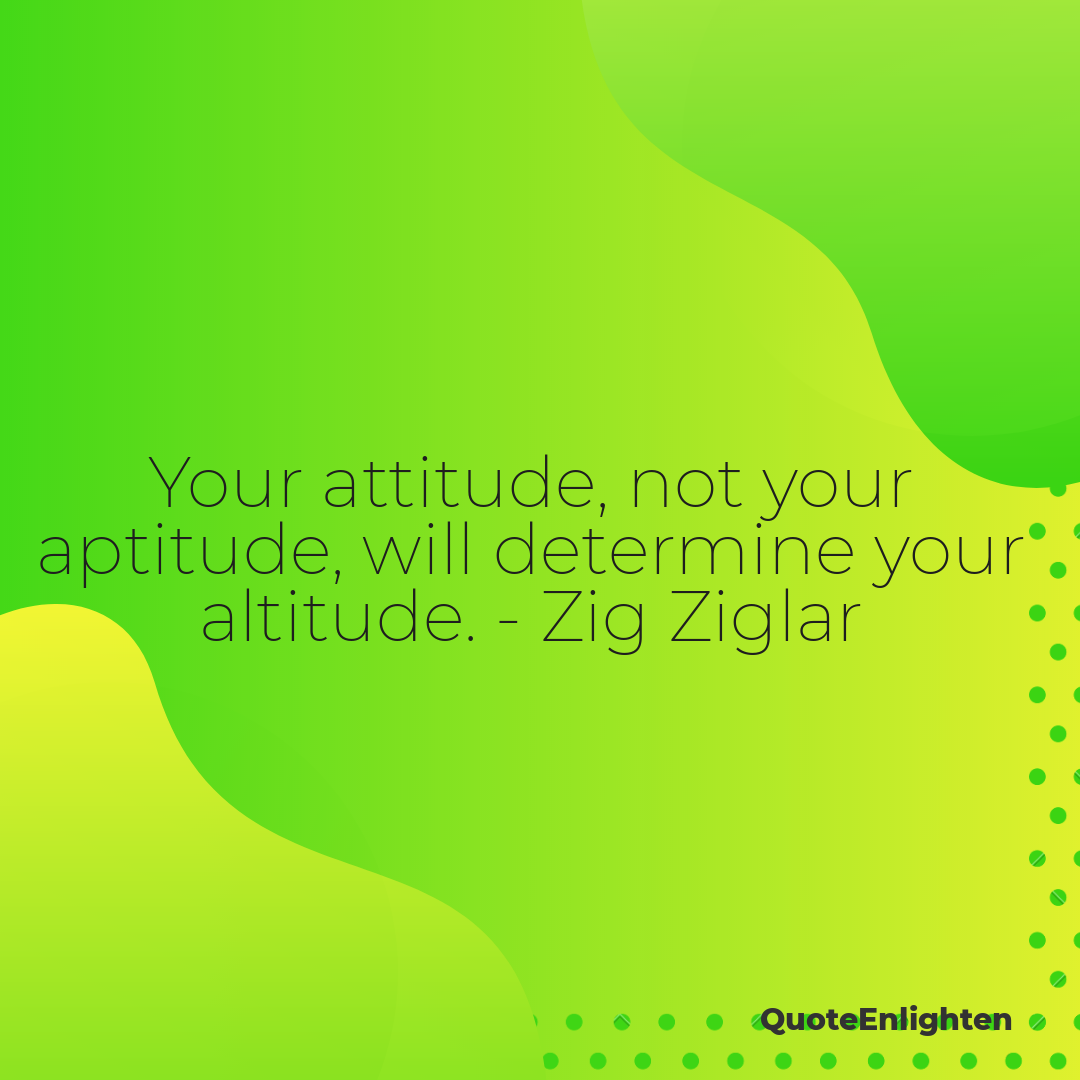 Your attitude, not your
aptitude, will determine your
altitude. - Zig Ziglar
QuoteEnlighten